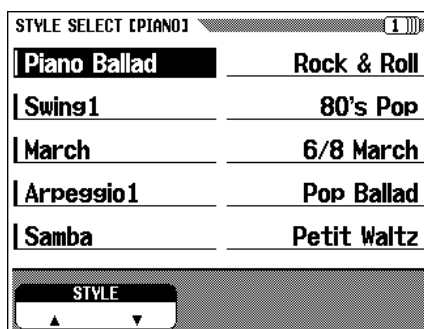 STYLE SELECT [PIANO] 1
Piano Ballad
Rock & Roll
Swing1
80's Pop
March
6/8 March
Arpeggio1
Pop Ballad
Samba
Petit Waltz
STYLE
▲ ▼